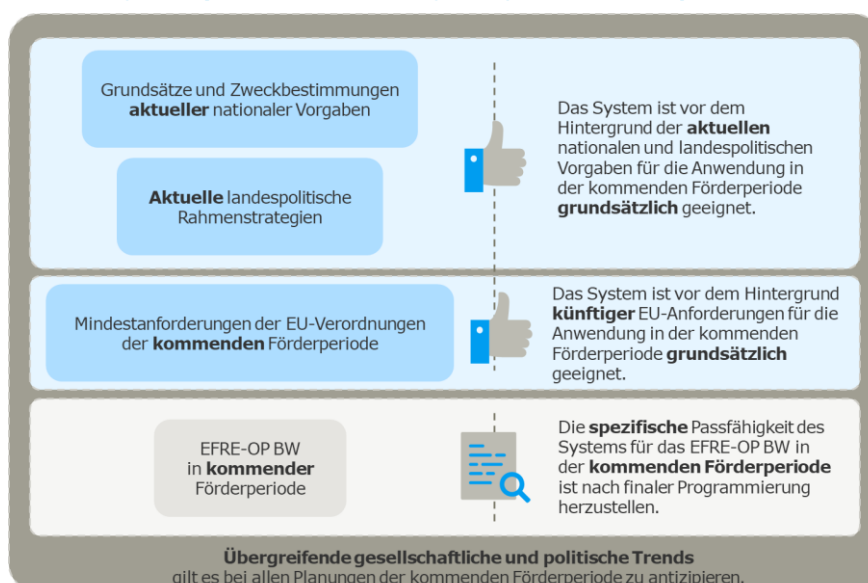 Grundsätze und Zweckbestimmungen
aktueller nationaler Vorgaben
Aktuelle landespolitische
Rahmenstrategien
Das System ist vor dem
Hintergrund der aktuellen
nationalen und landespolitischen
Vorgaben für die Anwendung in
der kommenden Förderperiode
grundsätzlich geeignet.
Mindestanforderungen der EU-Verordnungen
der kommenden Förderperiode
Das System ist vor dem Hintergrund
künftiger EU-Anforderungen für die
Anwendung in der kommenden
Förderperiode grundsätzlich
geeignet.
EFRE-OP BW
in kommender
Förderperiode
Die spezifische Passfähigkeit des
Systems für das EFRE-OP BW in
der kommenden Förderperiode
ist nach finaler Programmierung
herzustellen.
Übergreifende gesellschaftliche und politische Trends
gilt es bei allen Planungen der kommenden Förderperiode zu antizipieren.